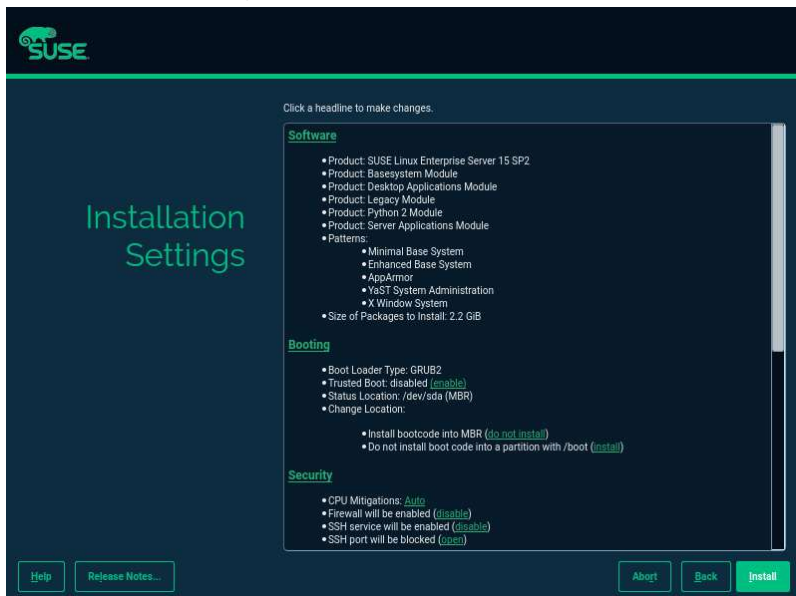 SUSE
Click a headline to make changes.
Installation
Settings
Software
• Product: SUSE Linux Enterprise Server 15 SP2
• Product: Basesystem Module
• Product: Desktop Applications Module
• Product: Legacy Module
• Product: Python 2 Module
• Product: Server Applications Module
• Patterns:
• Minimal Base System
• Enhanced Base System
• AppArmor
• YaST System Administration
• X Window System
• Size of Packages to Install: 2.2 GiB
Booting
• Boot Loader Type: GRUB2
• Trusted Boot: disabled (enable)
• Status Location: /dev/sda (MBR)
• Change Location:
• Install bootcode into MBR (do not install)
• Do not install boot code into a partition with /boot (install)
Security
• CPU Mitigations: Auto
• Firewall will be enabled (disable)
• SSH service will be enabled (disable)
• SSH port will be blocked (open)
Help
Release Notes...
Abort
Back
Install